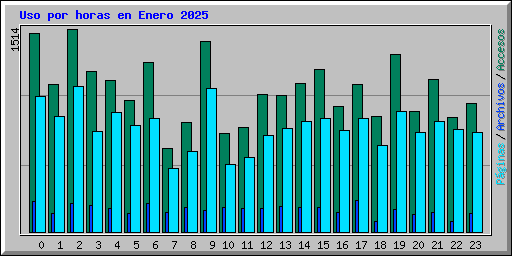 Uso por horas en Enero 2025
1514
Páginas / Archivos / Accesos
0 1 2 3 4 5 6 7 8 9 10 11 12 13 14 15 16 17 18 19 20 21 22 23